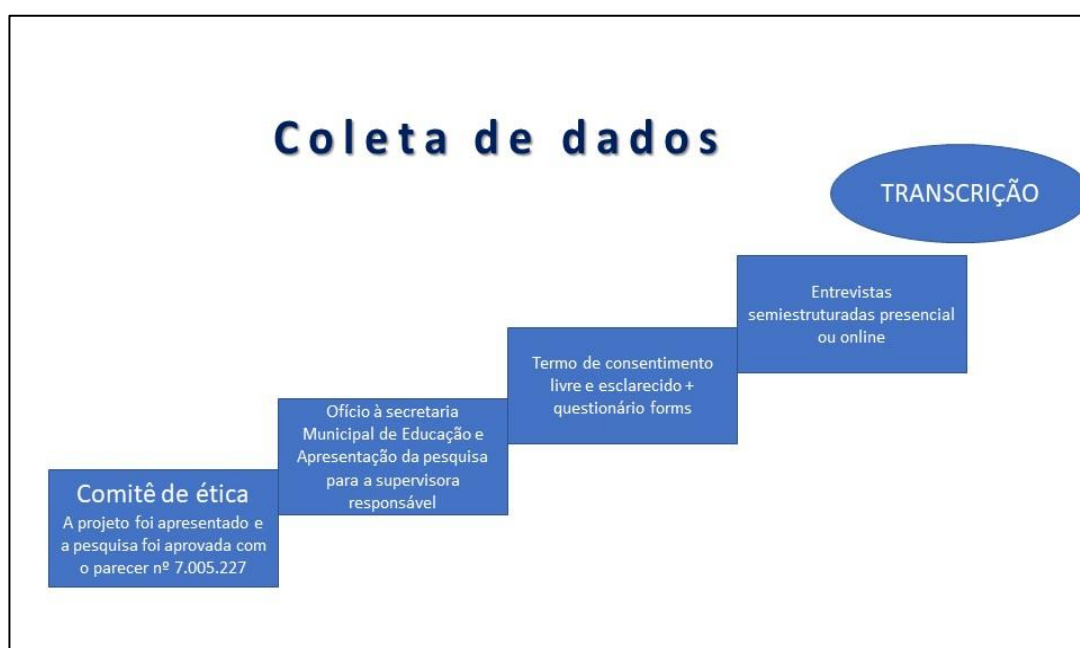 Coleta de dados
TRANSCRIÇÃO
Entrevistas
semiestruturadas presencial
ou online
Termo de consentimento
livre e esclarecido +
questionário forms
Ofício à secretaria
Municipal de Educação e
Apresentação da pesquisa
para a supervisora
responsável
Comitê de ética
A projeto foi apresentado e
a pesquisa foi aprovada com
o parecer nº 7.005.227